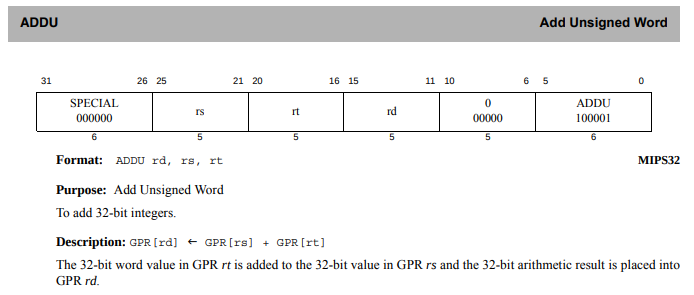 ADDU Add Unsigned Word
31 26 25 21 20 16 15 11 10 6 5 0
SPECIAL rs rt rd 0 ADDU
000000 00000 100001
6 5 5 5 5 6
Format: ADDU rd, rs, rt MIPS32
Purpose: Add Unsigned Word
To add 32-bit integers.
Description: GPR[rd] ← GPR[rs] + GPR[rt]
The 32-bit word value in GPR rt is added to the 32-bit value in GPR rs and the 32-bit arithmetic result is placed into
GPR rd.